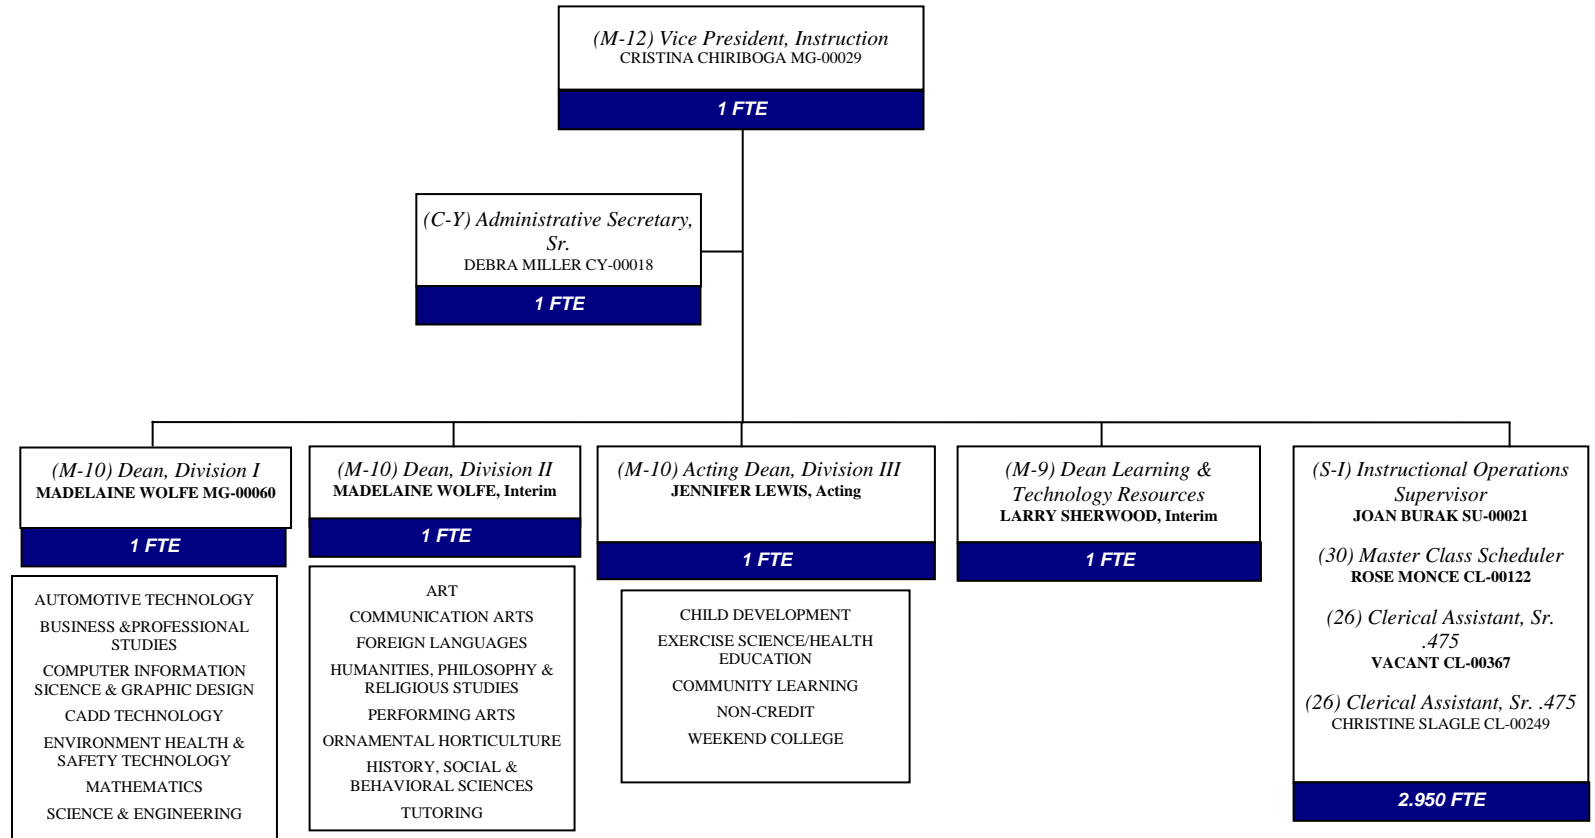 (M-12) Vice President, Instruction
CRISTINA CHIRIBOGA MG-00029
1 FTE
(C-Y) Administrative Secretary,
Sr.
DEBRA MILLER CY-00018
1 FTE
(M-10) Dean, Division I
MADELAINE WOLFE MG-00060
1 FTE
AUTOMOTIVE TECHNOLOGY
BUSINESS &PROFESSIONAL
STUDIES
COMPUTER INFORMATION
SICENCE & GRAPHIC DESIGN
CADD TECHNOLOGY
ENVIRONMENT HEALTH &
SAFETY TECHNOLOGY
MATHEMATICS
SCIENCE & ENGINEERING
(M-10) Dean, Division II
MADELAINE WOLFE, Interim
1 FTE
ART
COMMUNICATION ARTS
FOREIGN LANGUAGES
HUMANITIES, PHILOSOPHY &
RELIGIOUS STUDIES
PERFORMING ARTS
ORNAMENTAL HORTICULTURE
HISTORY, SOCIAL &
BEHAVIORAL SCIENCES
TUTORING
(M-10) Acting Dean, Division III
JENNIFER LEWIS, Acting
1 FTE
CHILD DEVELOPMENT
EXERCISE SCIENCE/HEALTH
EDUCATION
COMMUNITY LEARNING
NON-CREDIT
WEEKEND COLLEGE
(M-9) Dean Learning &
Technology Resources
LARRY SHERWOOD, Interim
1 FTE
(S-I) Instructional Operations
Supervisor
JOAN BURAK SU-00021
(30) Master Class Scheduler
ROSE MONCE CL-00122
(26) Clerical Assistant, Sr.
.475
VACANT CL-00367
(26) Clerical Assistant, Sr. .475
CHRISTINE SLAGLE CL-00249
2.950 FTE